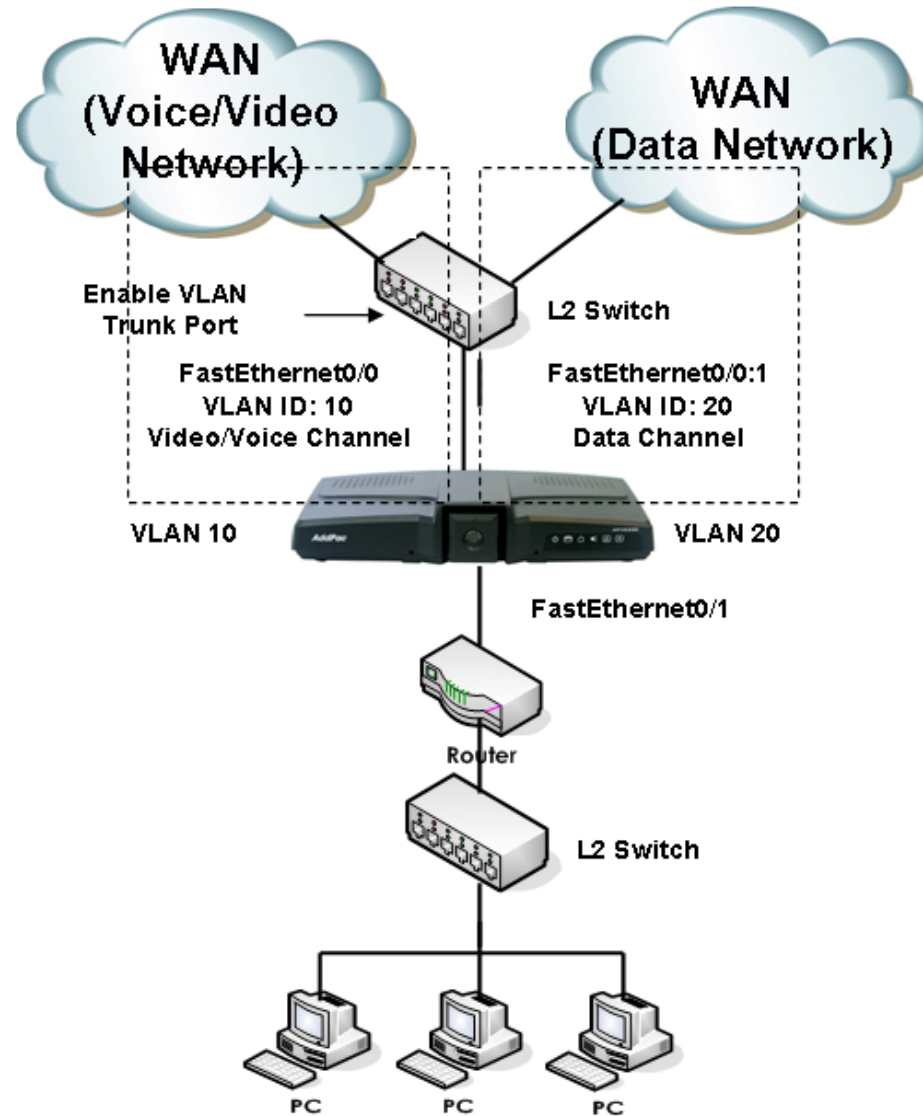 WAN
(Voice/Video
Network)
WAN
(Data Network)
Enable VLAN
Trunk Port
L2 Switch
FastEthernet0/0
VLAN ID: 10
Video/Voice Channel
FastEthernet0/0:1
VLAN ID: 20
Data Channel
VLAN 10
AddPac
VLAN 20
FastEthernet0/1
Router
L2 Switch
PC
PC
PC